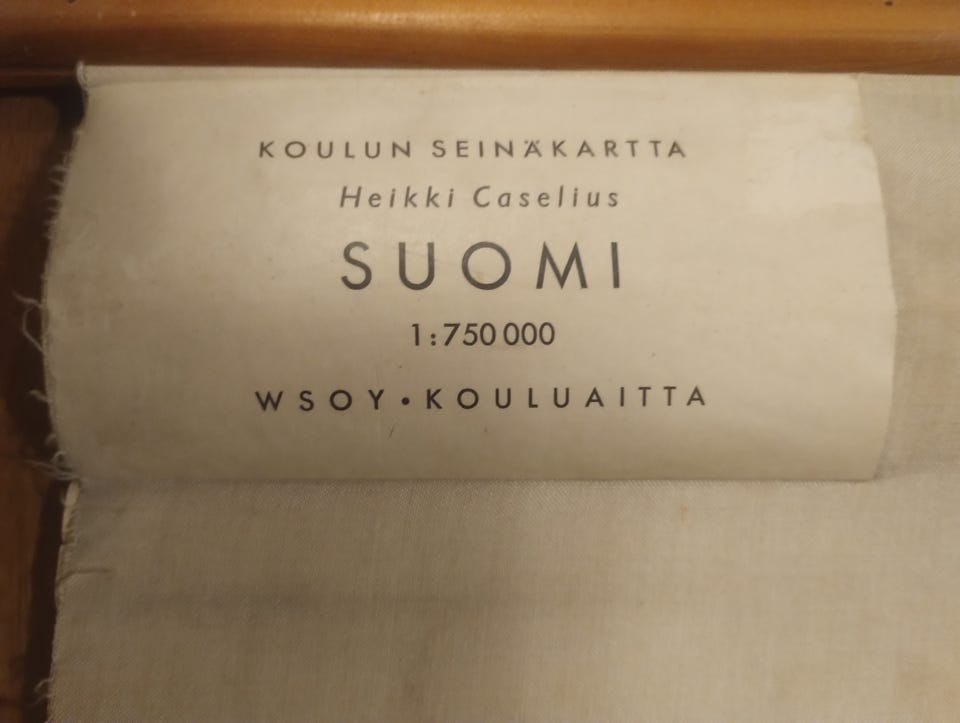 KOULUN SEINÄKARTTA
Heikki Caselius
SUOMI
1:750 000
WSOY • KOULUAITTA